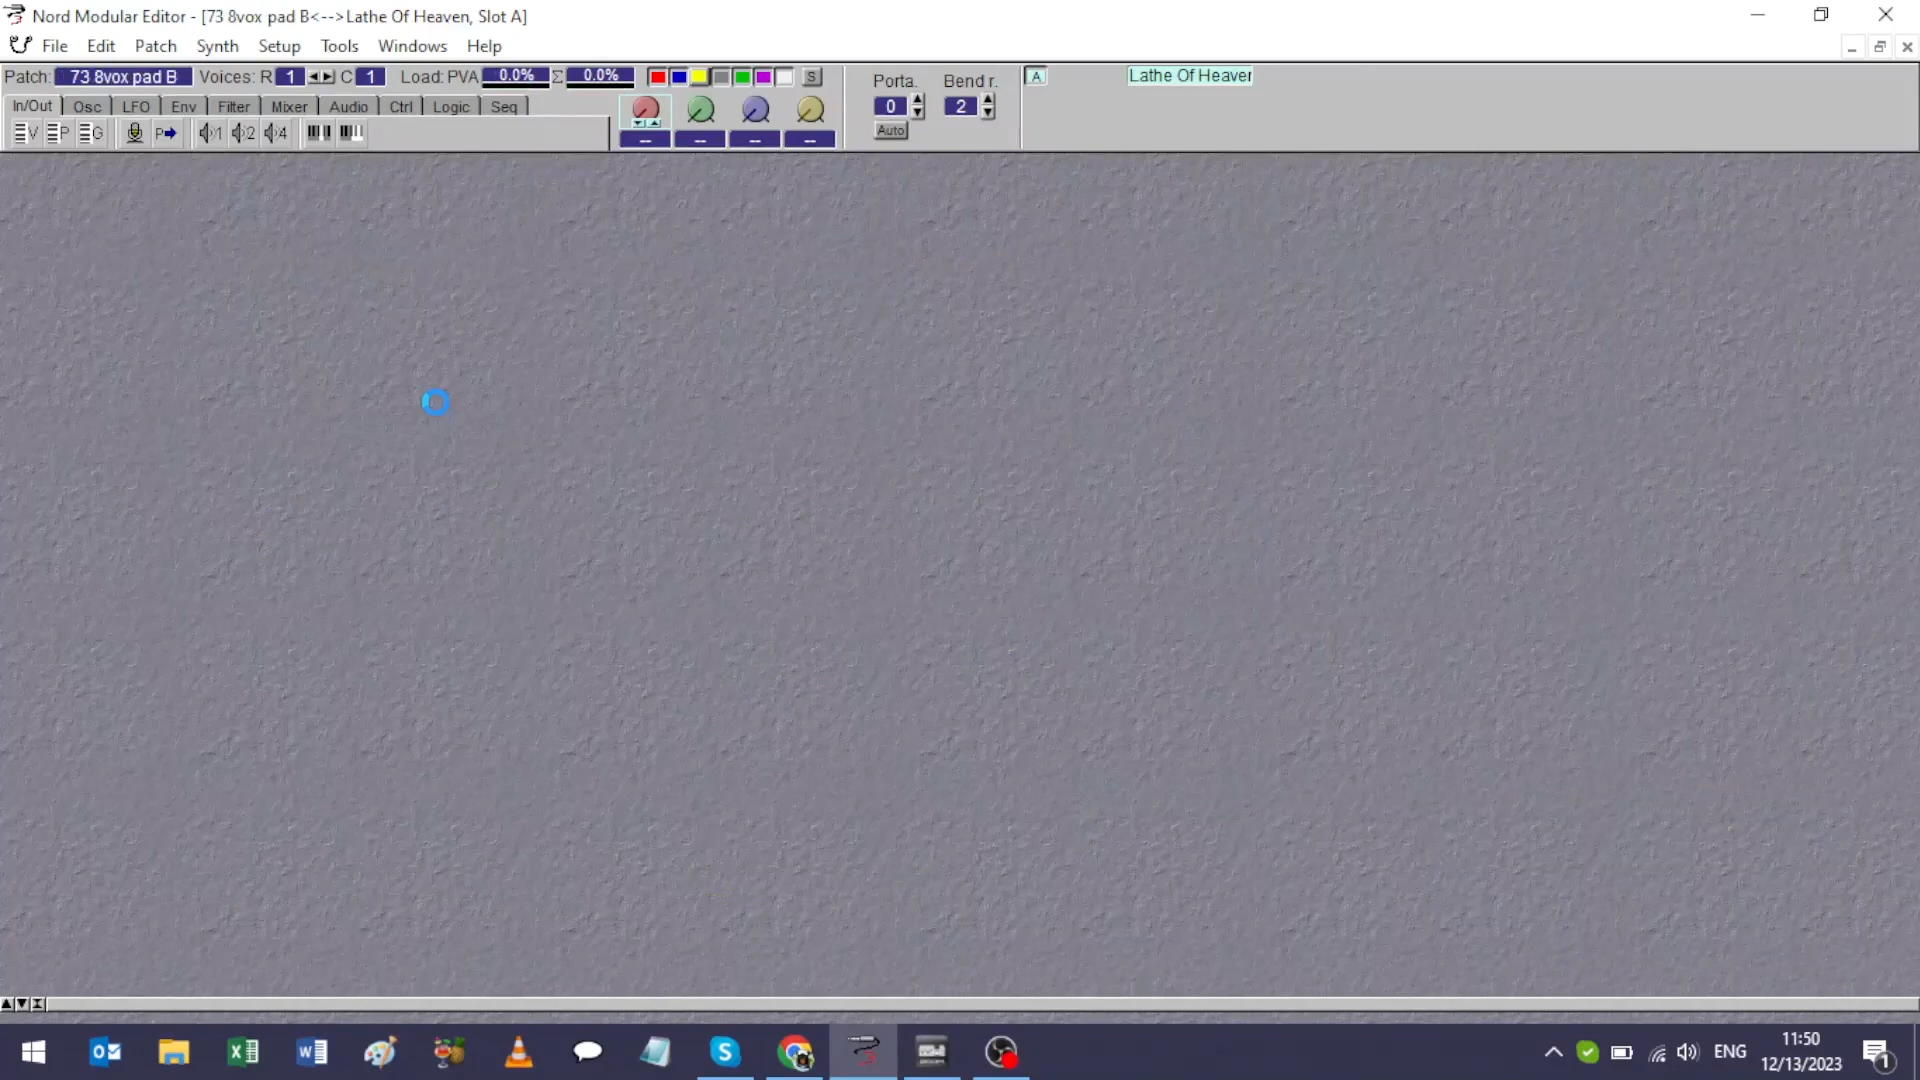 Nord Modular Editor - [73 8vox pad B<-->Lathe Of Heaven, Slot A]
File Edit Patch Synth Setup Tools Windows Help
Patch: 73 8vox pad B Voices: R 1 C 1 Load: PVA 0.0% Σ 0.0% S
Porta. Bend r. A Lathe Of Heaven
In/Out Osc LFO Env Filter Mixer Audio Ctrl Logic Seq
0 2
V P G P 1 2 4
-- -- -- --
Auto
ENG
11:50
12/13/2023
1